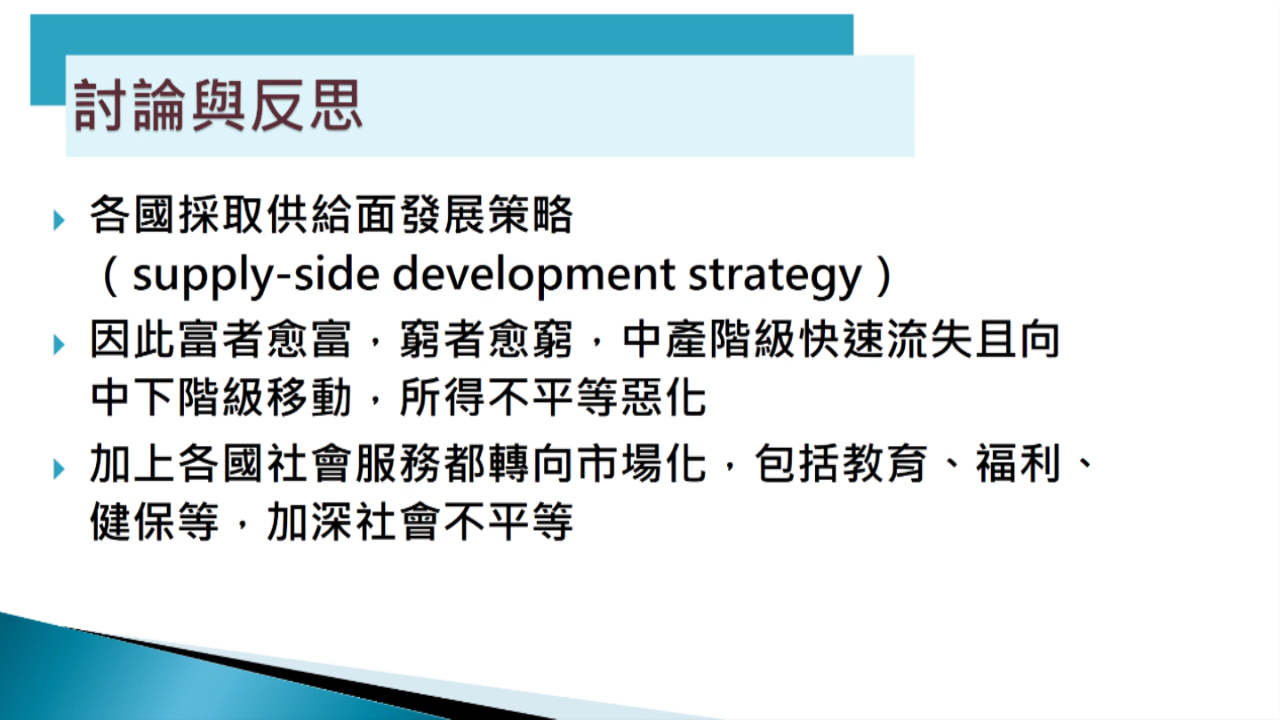 討論與反思
各國採取供給面發展策略
（supply-side development strategy）
因此富者愈富，窮者愈窮，中產階級快速流失且向
中下階級移動，所得不平等惡化
加上各國社會服務都轉向市場化，包括教育、福利、
健保等，加深社會不平等